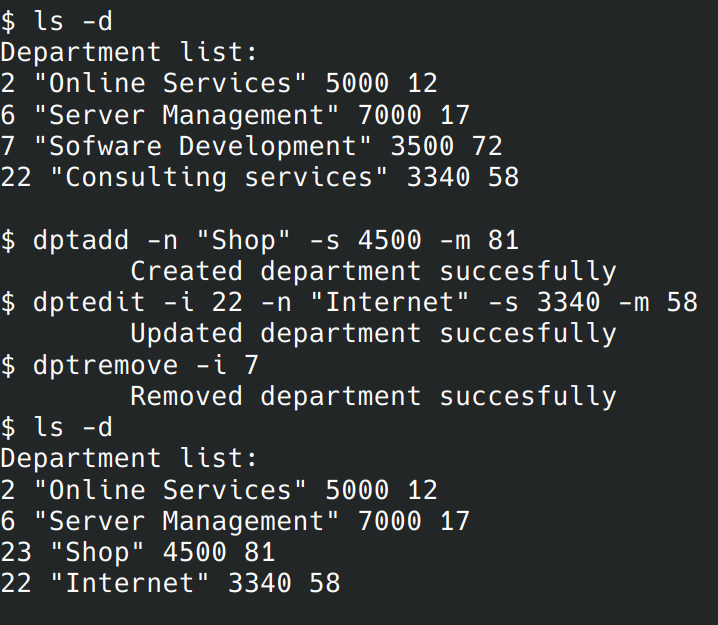 $ ls -d
Department list:
2 "Online Services" 5000 12
6 "Server Management" 7000 17
7 "Sofware Development" 3500 72
22 "Consulting services" 3340 58
$ dptadd -n "Shop" -s 4500 -m 81
Created department succesfully
$ dptedit -i 22 -n "Internet" -s 3340 -m 58
Updated department succesfully
$ dptremove -i 7
Removed department succesfully
$ ls -d
Department list:
2 "Online Services" 5000 12
6 "Server Management" 7000 17
23 "Shop" 4500 81
22 "Internet" 3340 58